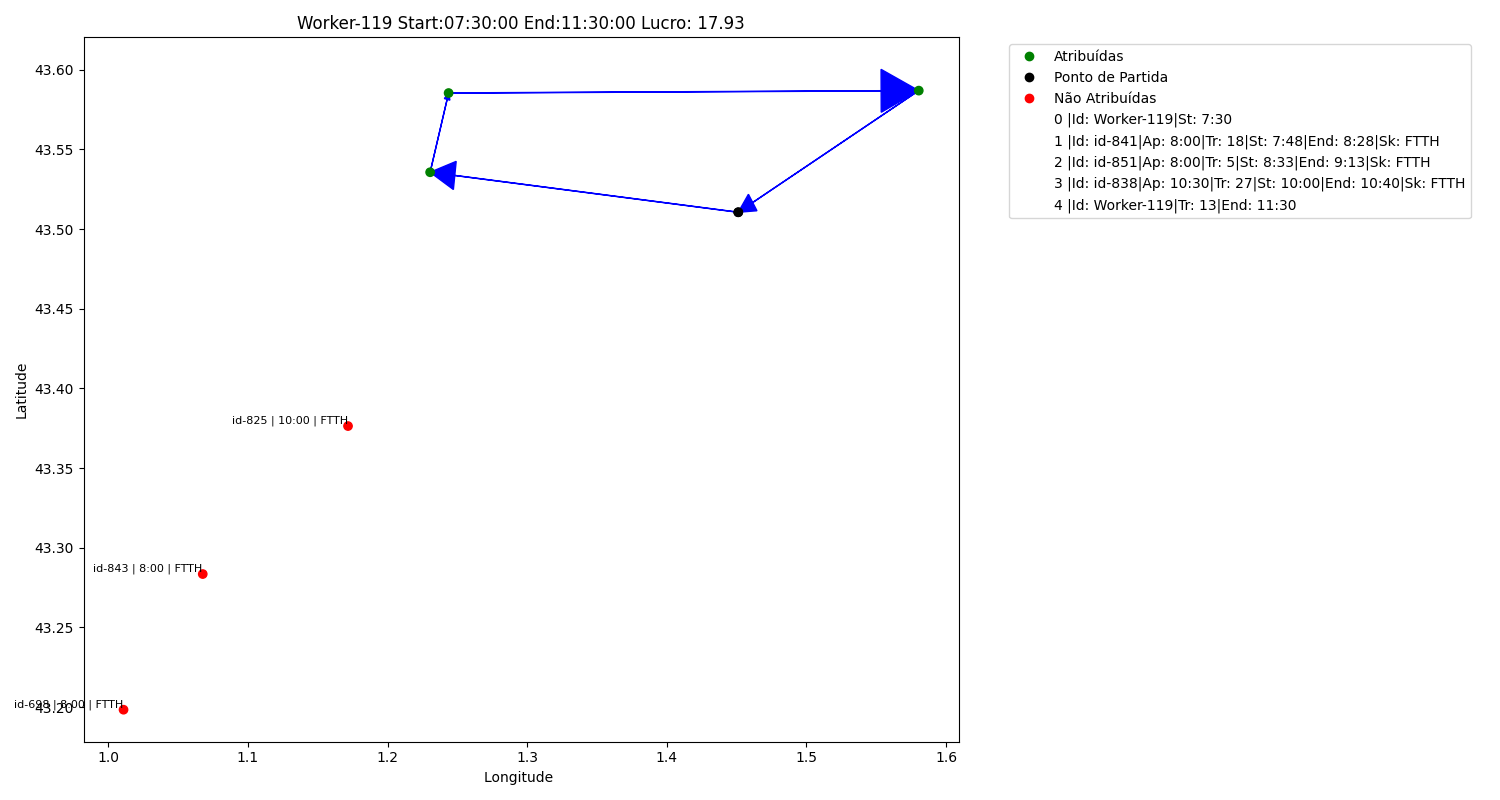 Worker-119 Start:07:30:00 End:11:30:00 Lucro: 17.93
43.60
43.55
43.50
43.45
43.40
43.35
43.30
43.25
43.20
Latitude
id-825 | 10:00 | FTTH
id-843 | 8:00 | FTTH
id-698 | 8:00 | FTTH
1.0
1.1
1.2
1.3
1.4
1.5
1.6
Longitude
Atribuídas
Ponto de Partida
Não Atribuídas
0 |Id: Worker-119|St: 7:30
1 |Id: id-841|Ap: 8:00|Tr: 18|St: 7:48|End: 8:28|Sk: FTTH
2 |Id: id-851|Ap: 8:00|Tr: 5|St: 8:33|End: 9:13|Sk: FTTH
3 |Id: id-838|Ap: 10:30|Tr: 27|St: 10:00|End: 10:40|Sk: FTTH
4 |Id: Worker-119|Tr: 13|End: 11:30